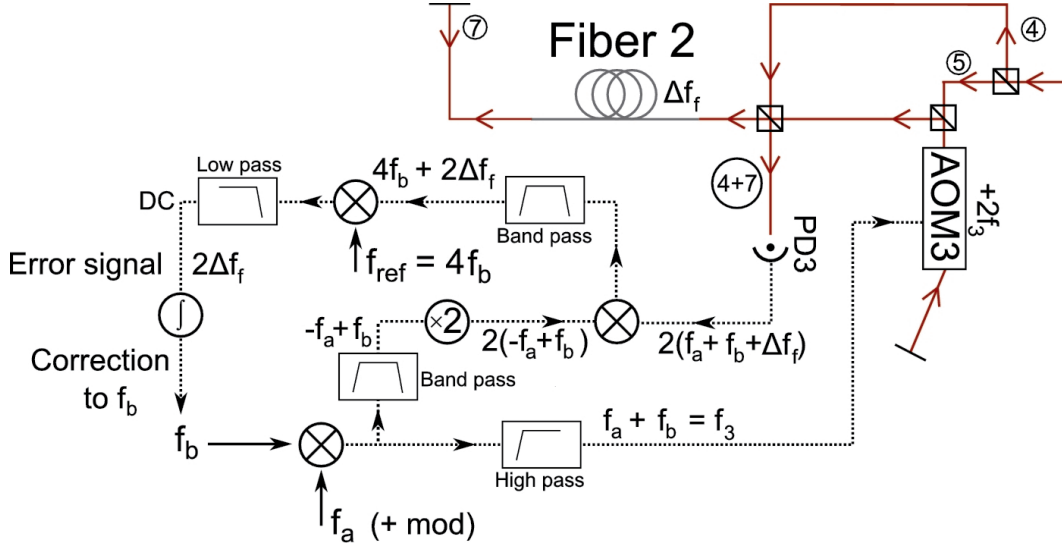 ⑦
Fiber 2
Δf_f
④
⑤
AOM3
+2f_3
4+7
PD3
Low pass
DC
4f_b + 2Δf_f
Band pass
f_ref = 4f_b
Error signal
2Δf_f
∫
-f_a+f_b
×2
2(-f_a+f_b)
2(f_a+ f_b+Δf_f)
Correction
to f_b
Band pass
f_b
f_a + f_b = f_3
High pass
f_a (+ mod)